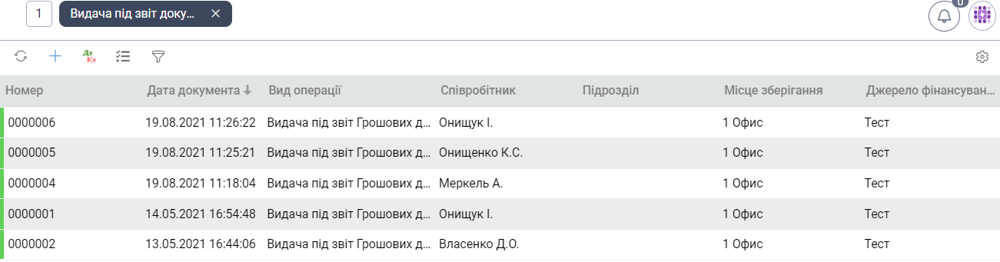 1 Видача під звіт доку...
0
Дт
Кт
Номер Дата документа Вид операції Співробітник Підрозділ Місце зберігання Джерело фінансуван...
0000006 19.08.2021 11:26:22 Видача під звіт Грошових д... Онищук І. 1 Офис Тест
0000005 19.08.2021 11:25:21 Видача під звіт Грошових д... Онищенко К.С. 1 Офис Тест
0000004 19.08.2021 11:18:04 Видача під звіт Грошових д... Меркель А. 1 Офис Тест
0000001 14.05.2021 16:54:48 Видача під звіт Грошових д... Онищук І. 1 Офис Тест
0000002 13.05.2021 16:44:06 Видача під звіт Грошових д... Власенко Д.О. 1 Офис Тест